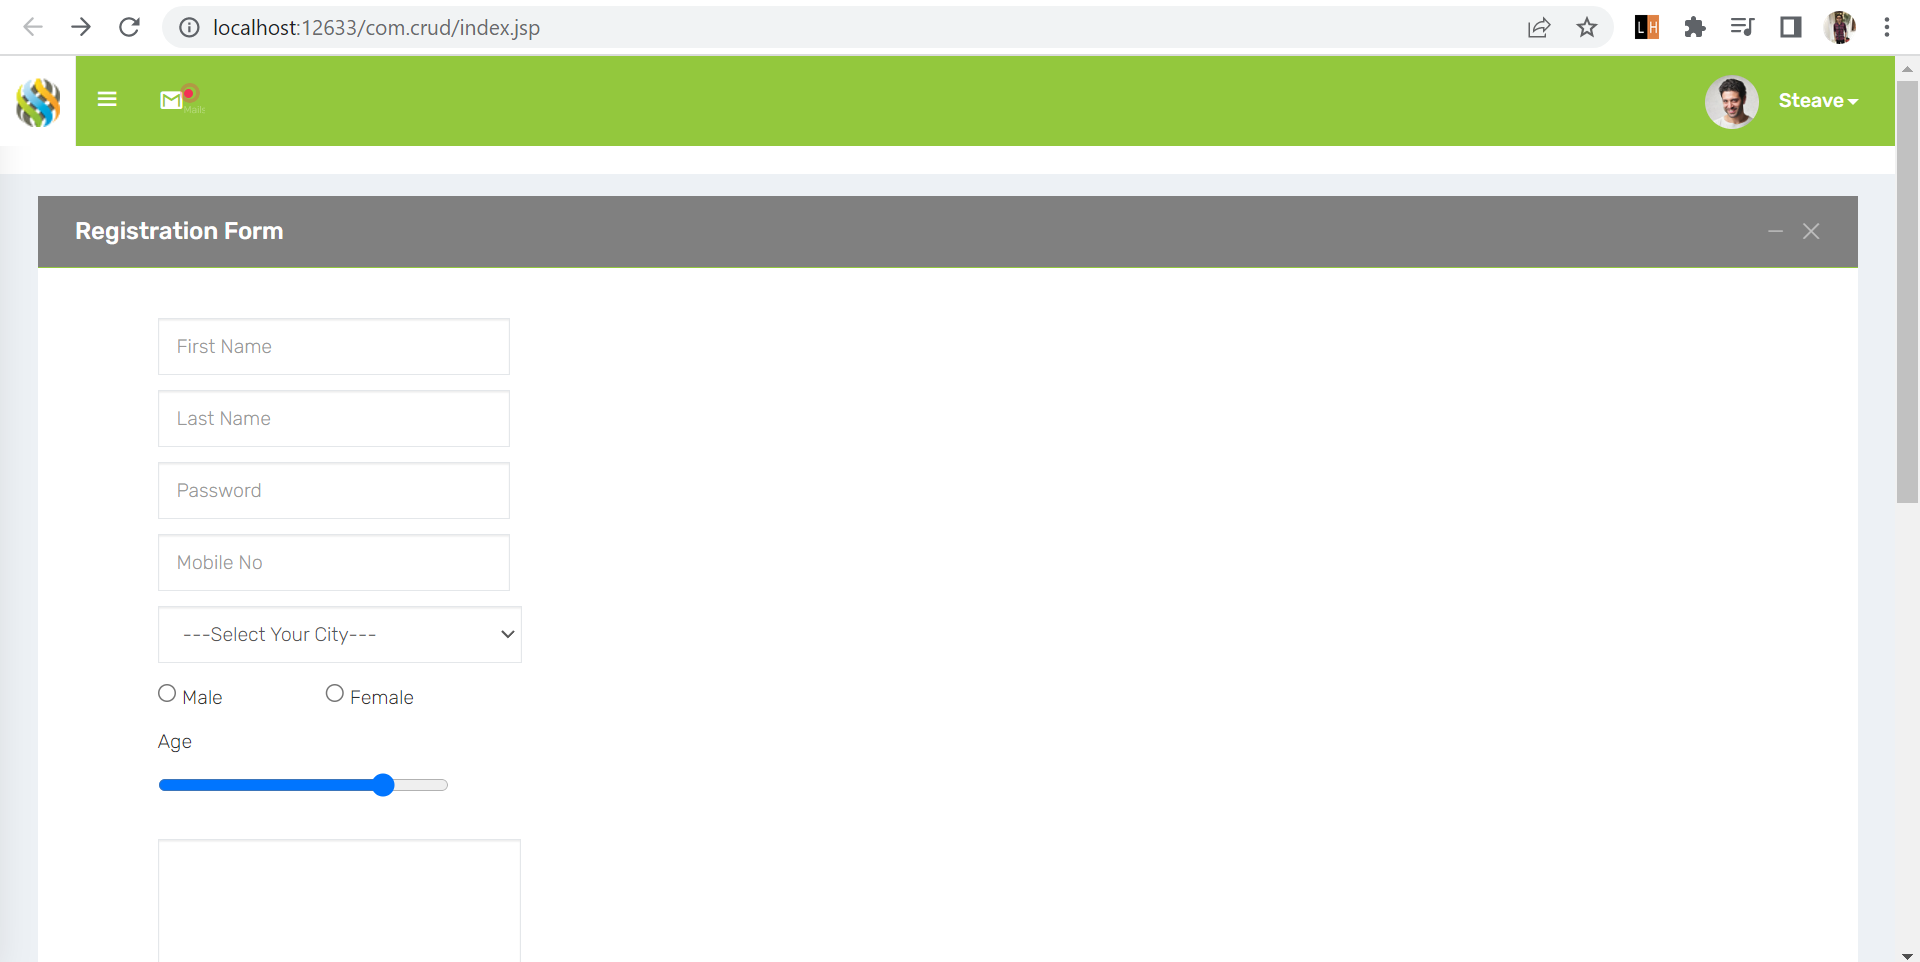 localhost:12633/com.crud/index.jsp
L H
Mails
Steave
Registration Form
First Name
Last Name
Password
Mobile No
---Select Your City---
Male Female
Age